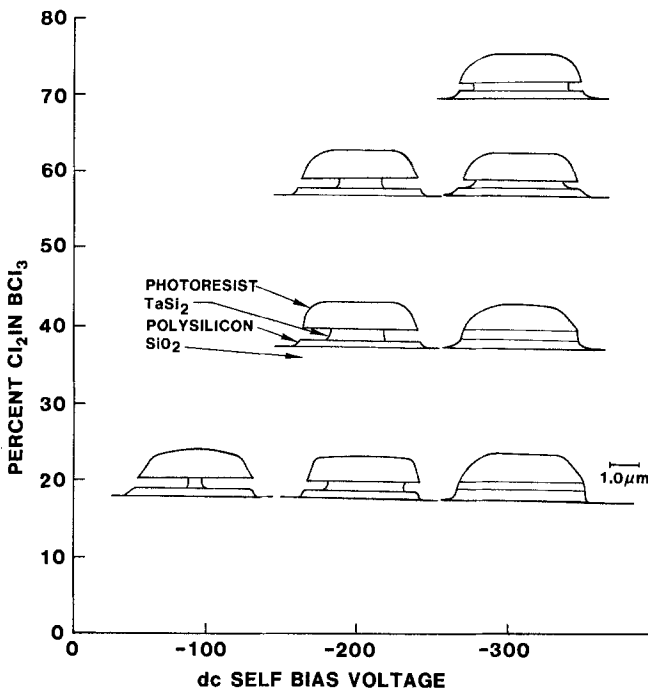 80
70
60
50
40
30
20
10
0
PERCENT Cl₂ IN BCl₃
PHOTORESIST
TaSi₂
POLYSILICON
SiO₂
1.0μm
0
-100
-200
-300
dc SELF BIAS VOLTAGE